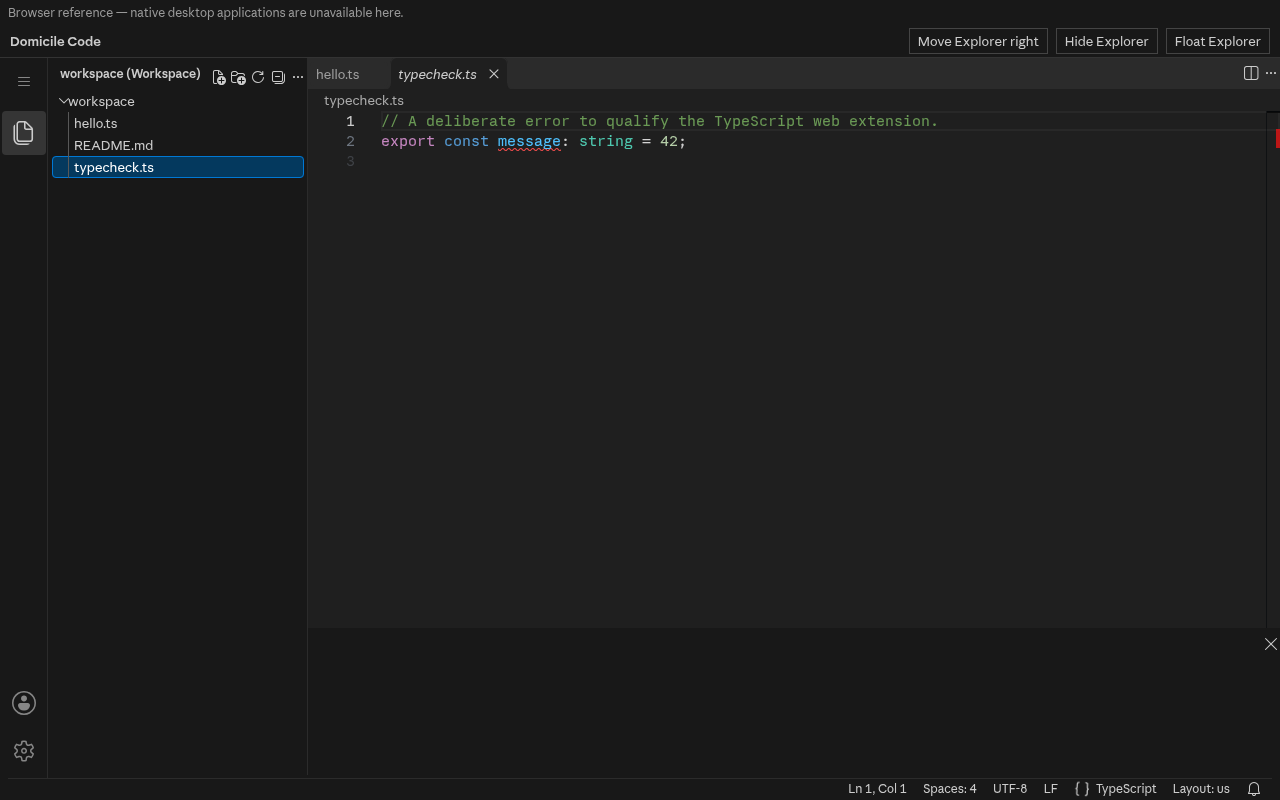 Browser reference — native desktop applications are unavailable here.
Domicile Code
Move Explorer right
Hide Explorer
Float Explorer
workspace (Workspace)
hello.ts
typecheck.ts
workspace
hello.ts
README.md
typecheck.ts
typecheck.ts
1 // A deliberate error to qualify the TypeScript web extension.
2 export const message: string = 42;
3
Ln 1, Col 1
Spaces: 4
UTF-8
LF
{ } TypeScript
Layout: us